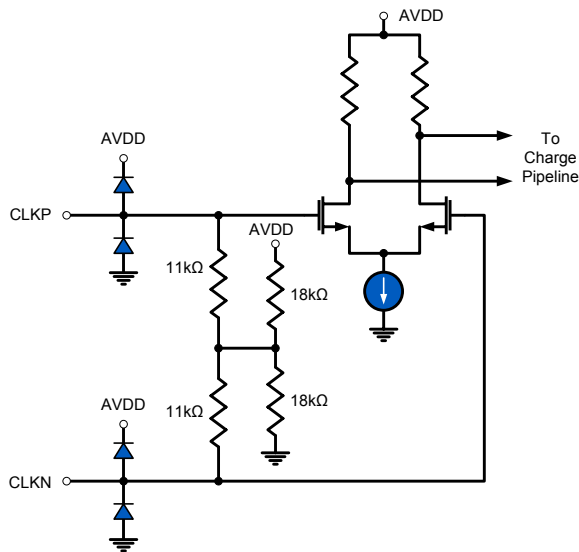 AVDD
To
Charge
Pipeline
AVDD
CLKP
AVDD
11kΩ
18kΩ
11kΩ
18kΩ
AVDD
CLKN